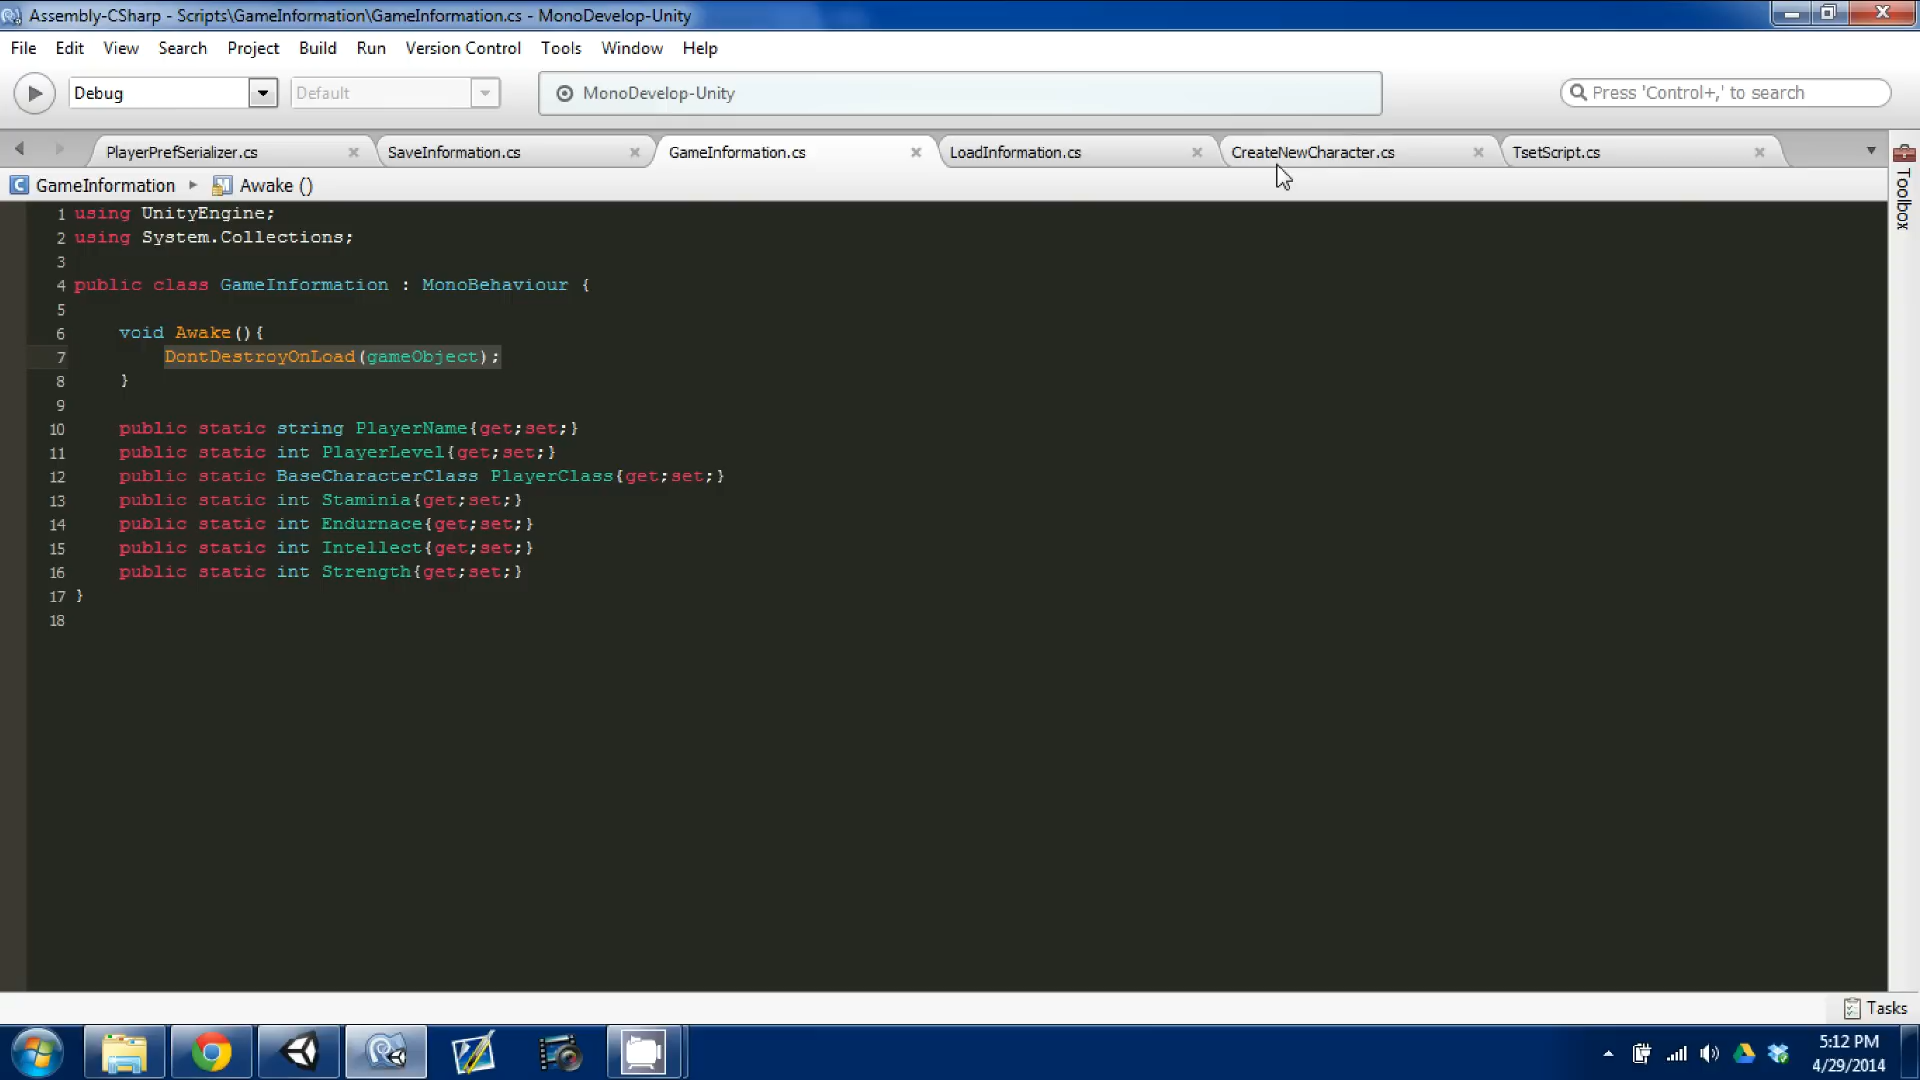 Assembly-CSharp - Scripts\GameInformation\GameInformation.cs - MonoDevelop-Unity
File Edit View Search Project Build Run Version Control Tools Window Help
Debug Default MonoDevelop-Unity Press 'Control+,' to search
PlayerPrefSerializer.cs SaveInformation.cs GameInformation.cs LoadInformation.cs CreateNewCharacter.cs TsetScript.cs
Toolbox
GameInformation Awake ()
1 using UnityEngine;
2 using System.Collections;
3
4 public class GameInformation : MonoBehaviour {
5
6 void Awake(){
7 DontDestroyOnLoad(gameObject);
8 }
9
10 public static string PlayerName{get;set;}
11 public static int PlayerLevel{get;set;}
12 public static BaseCharacterClass PlayerClass{get;set;}
13 public static int Staminia{get;set;}
14 public static int Endurnace{get;set;}
15 public static int Intellect{get;set;}
16 public static int Strength{get;set;}
17 }
18
Tasks
5:12 PM
4/29/2014